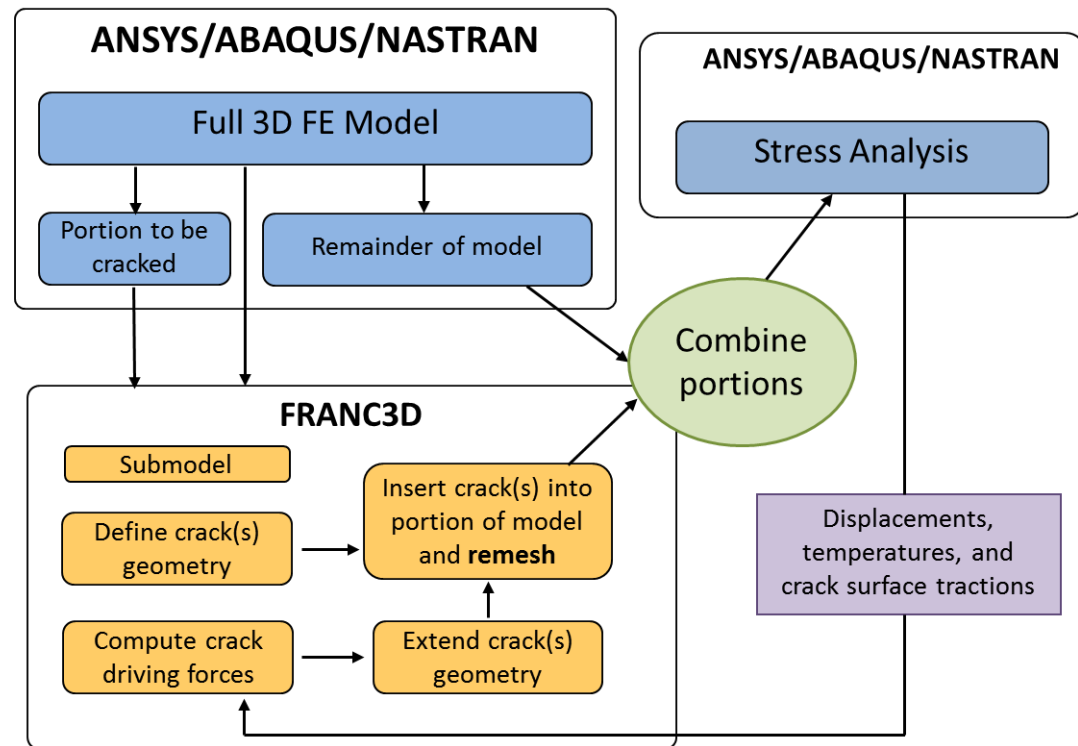 ANSYS/ABAQUS/NASTRAN
Full 3D FE Model
Portion to be
cracked
Remainder of model
ANSYS/ABAQUS/NASTRAN
Stress Analysis
Combine
portions
FRANC3D
Submodel
Define crack(s)
geometry
Insert crack(s) into
portion of model
and remesh
Compute crack
driving forces
Extend crack(s)
geometry
Displacements,
temperatures, and
crack surface tractions